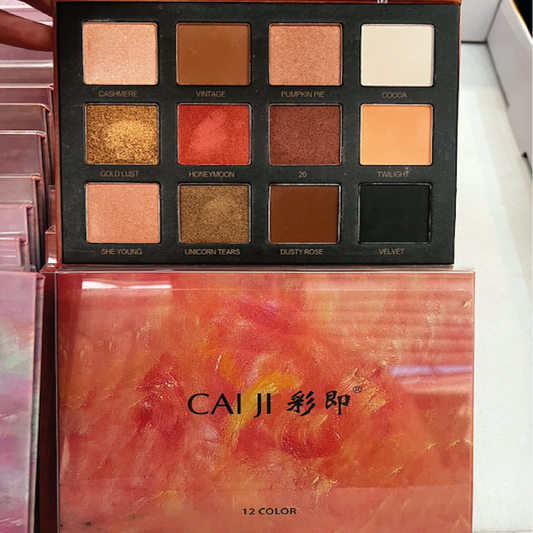 CASHMERE VINTAGE PUMPKIN PIE COCOA
GOLD LUST HONEYMOON 20 TWILIGHT
SHE YOUNG UNICORN TEARS DUSTY ROSE VELVET
CAI JI 彩即®
12 COLOR